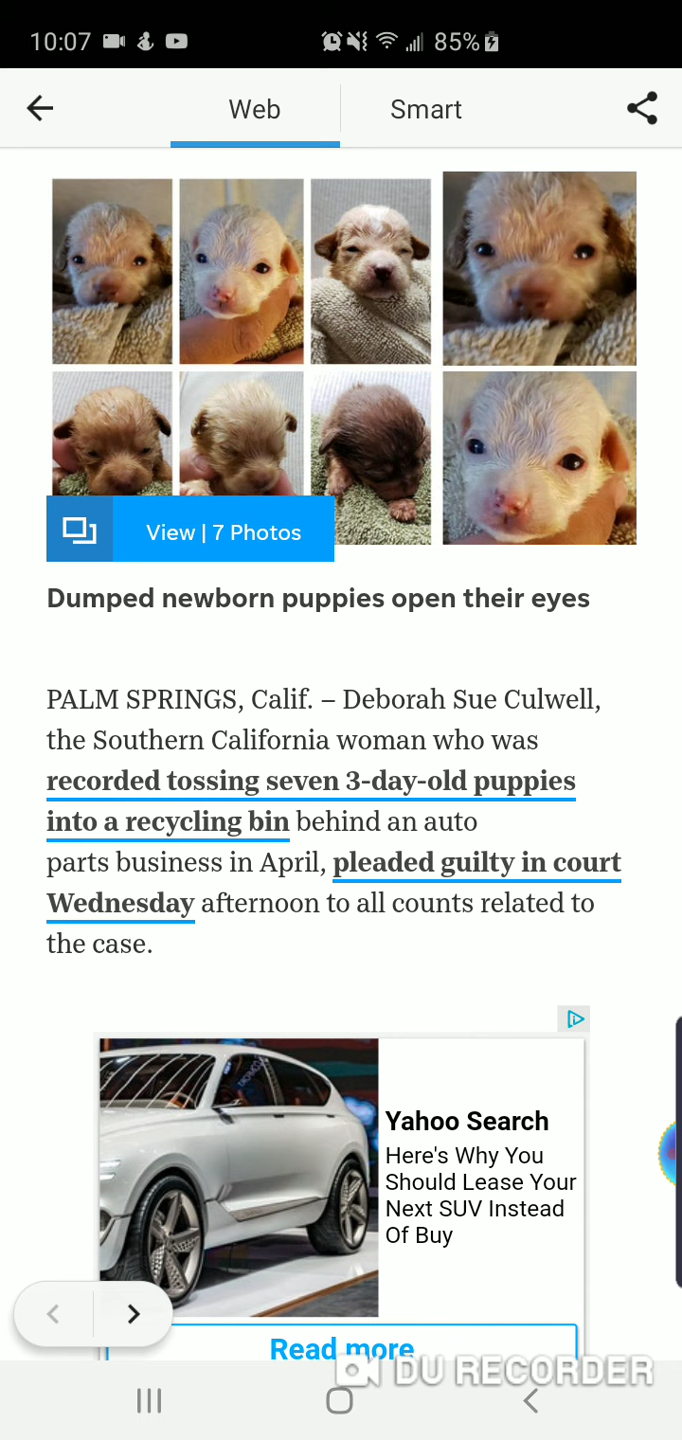 10:07
85%
Web
Smart
View | 7 Photos
Dumped newborn puppies open their eyes
PALM SPRINGS, Calif. – Deborah Sue Culwell,
the Southern California woman who was
recorded tossing seven 3-day-old puppies
into a recycling bin behind an auto
parts business in April, pleaded guilty in court
Wednesday afternoon to all counts related to
the case.
Yahoo Search
Here's Why You
Should Lease Your
Next SUV Instead
Of Buy
Read more
DU RECORDER